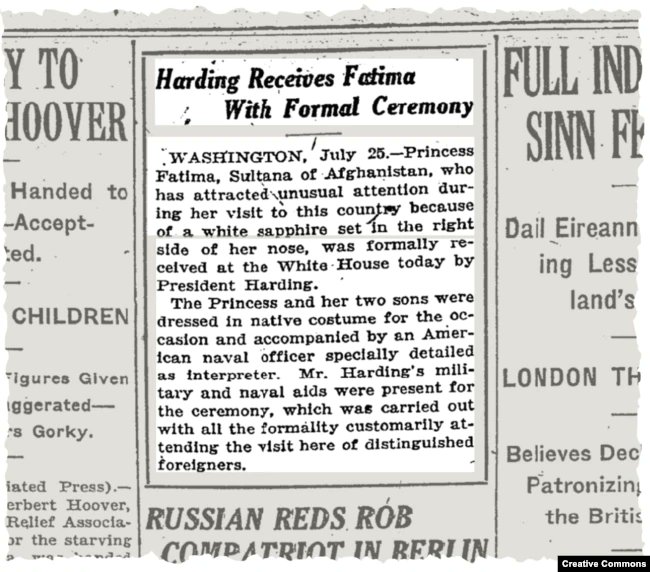 Y TO
HOOVER
Handed to
—Accept-
ted.
CHILDREN
Figures Given
aggerated—
rs Gorky.
iated Press).—
erbert Hoover,
Relief Associa-
or the starving
Harding Receives Fatima
With Formal Ceremony
WASHINGTON, July 25.—Princess
Fatima, Sultana of Afghanistan, who
has attracted unusual attention dur-
ing her visit to this country because
of a white sapphire set in the right
side of her nose, was formally re-
ceived at the White House today by
President Harding.
The Princess and her two sons were
dressed in native costume for the oc-
casion and accompanied by an Amer-
ican naval officer specially detailed
as interpreter. Mr. Harding's mili-
tary and naval aids were present for
the ceremony, which was carried out
with all the formality customarily at-
tending the visit here of distinguished
foreigners.
RUSSIAN REDS ROB
COMPATRIOT IN BERLIN
FULL IND
SINN FE
Dail Eireann
ing Less
land's
LONDON TH
Believes Dec
Patronizing
the Britis
Creative Commons